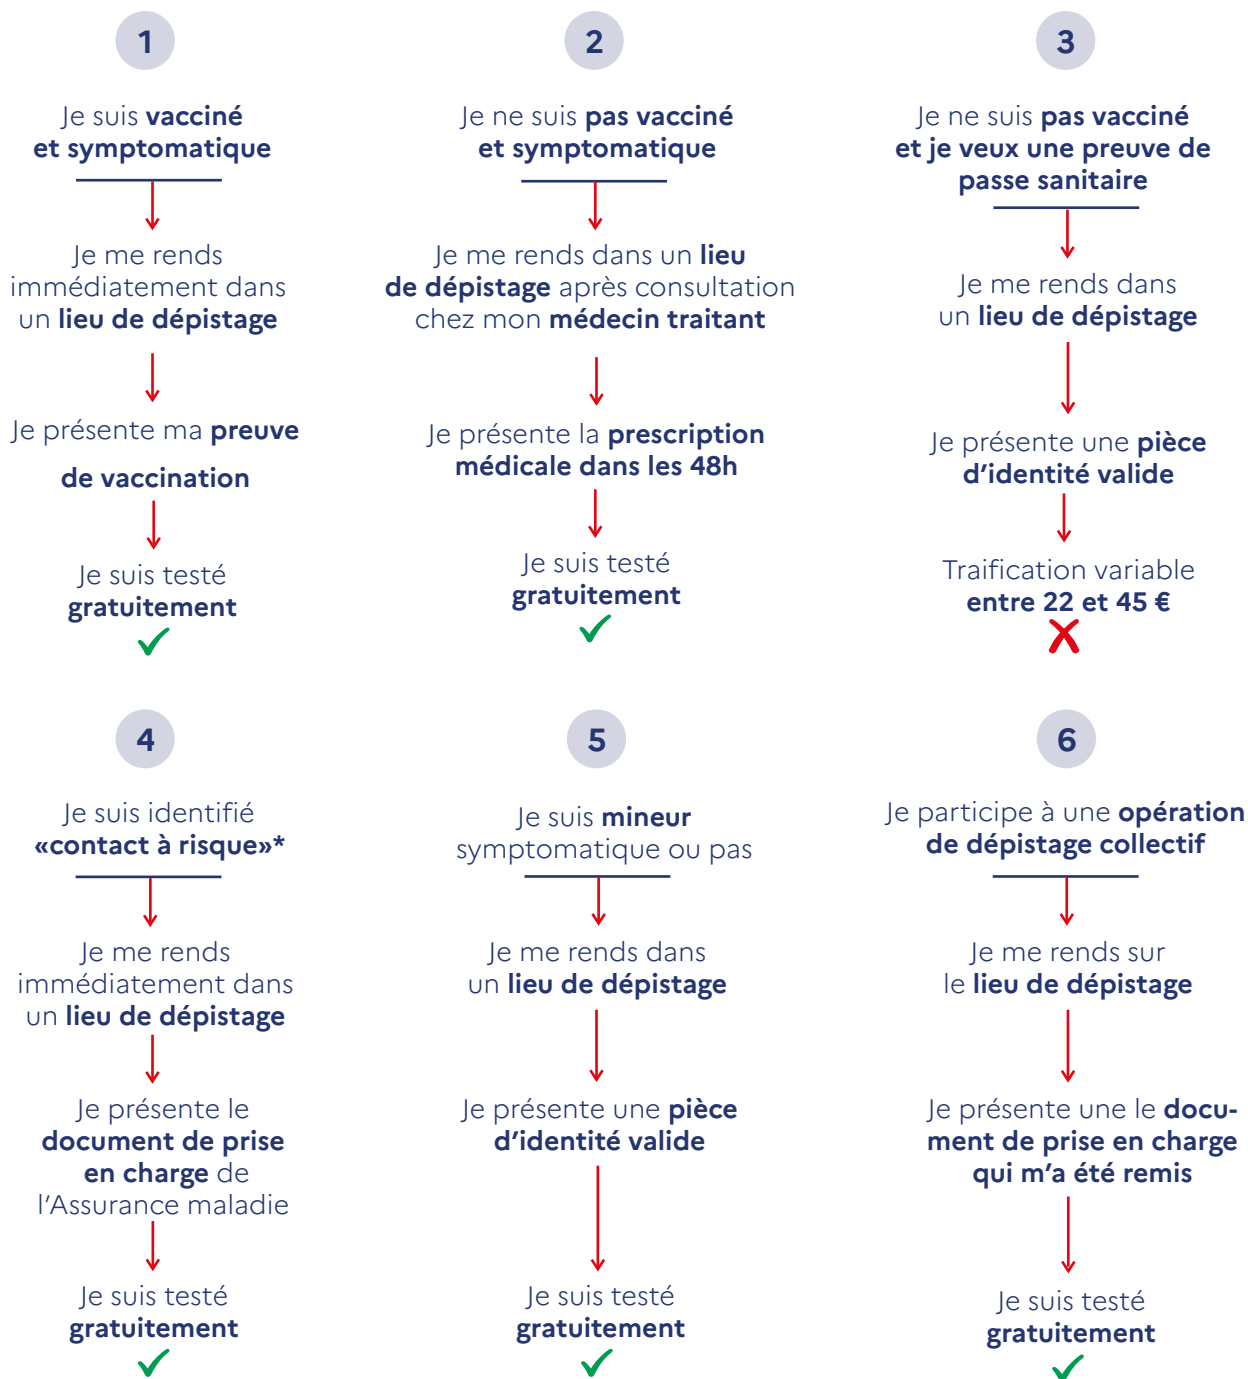 1
Je suis vacciné
et symptomatique
Je me rends
immédiatement dans
un lieu de dépistage
Je présente ma preuve
de vaccination
Je suis testé
gratuitement
2
Je ne suis pas vacciné
et symptomatique
Je me rends dans un lieu
de dépistage après consultation
chez mon médecin traitant
Je présente la prescription
médicale dans les 48h
Je suis testé
gratuitement
3
Je ne suis pas vacciné
et je veux une preuve de
passe sanitaire
Je me rends dans
un lieu de dépistage
Je présente une pièce
d'identité valide
Traification variable
entre 22 et 45 €
4
Je suis identifié
«contact à risque»*
Je me rends
immédiatement dans
un lieu de dépistage
Je présente le
document de prise
en charge de
l'Assurance maladie
Je suis testé
gratuitement
5
Je suis mineur
symptomatique ou pas
Je me rends dans
un lieu de dépistage
Je présente une pièce
d'identité valide
Je suis testé
gratuitement
6
Je participe à une opération
de dépistage collectif
Je me rends sur
le lieu de dépistage
Je présente une le docu-
ment de prise en charge
qui m'a été remis
Je suis testé
gratuitement